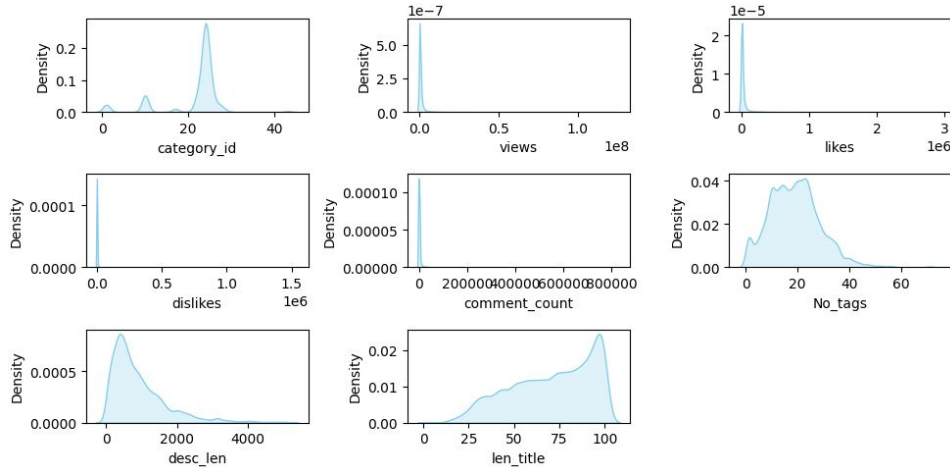 1e−7
1e−5
Density
0.2
0.1
0.0
0 20 40
category_id
Density
5.0
2.5
0.0
0.0 0.5 1.0
1e8
views
Density
2
1
0
0 1 2 3
1e6
likes
Density
0.0001
0.0000
0.0 0.5 1.0 1.5
1e6
dislikes
Density
0.00010
0.00005
0.00000
0 200000 400000 600000 800000
comment_count
Density
0.04
0.02
0.00
0 20 40 60
No_tags
Density
0.0005
0.0000
0 2000 4000
desc_len
Density
0.02
0.01
0.00
0 25 50 75 100
len_title